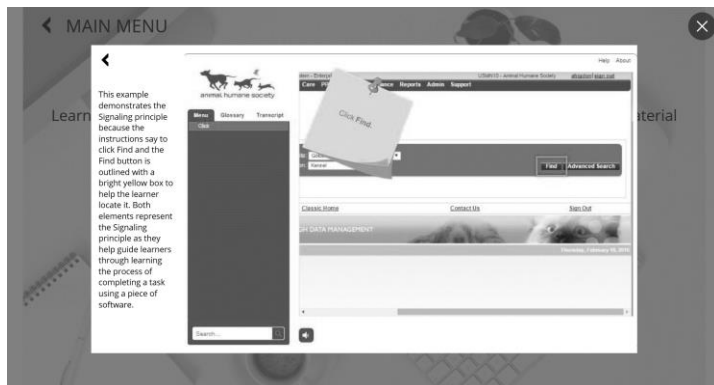 MAIN MENU
Learn
aterial
This example
demonstrates the
Signaling principle
because the
instructions say to
click Find and the
Find button is
outlined with a
bright yellow box to
help the learner
locate it. Both
elements represent
the Signaling
principle as they
help guide learners
through learning
the process of
completing a task
using a piece of
software.
Help About
animal humane society
Menu Glossary Transcript
Click
Care
Reports Admin Support
Click Find.
Kennel
Find Advanced Search
Classic Home Contact Us Sign Out
GH DATA MANAGEMENT
Search...